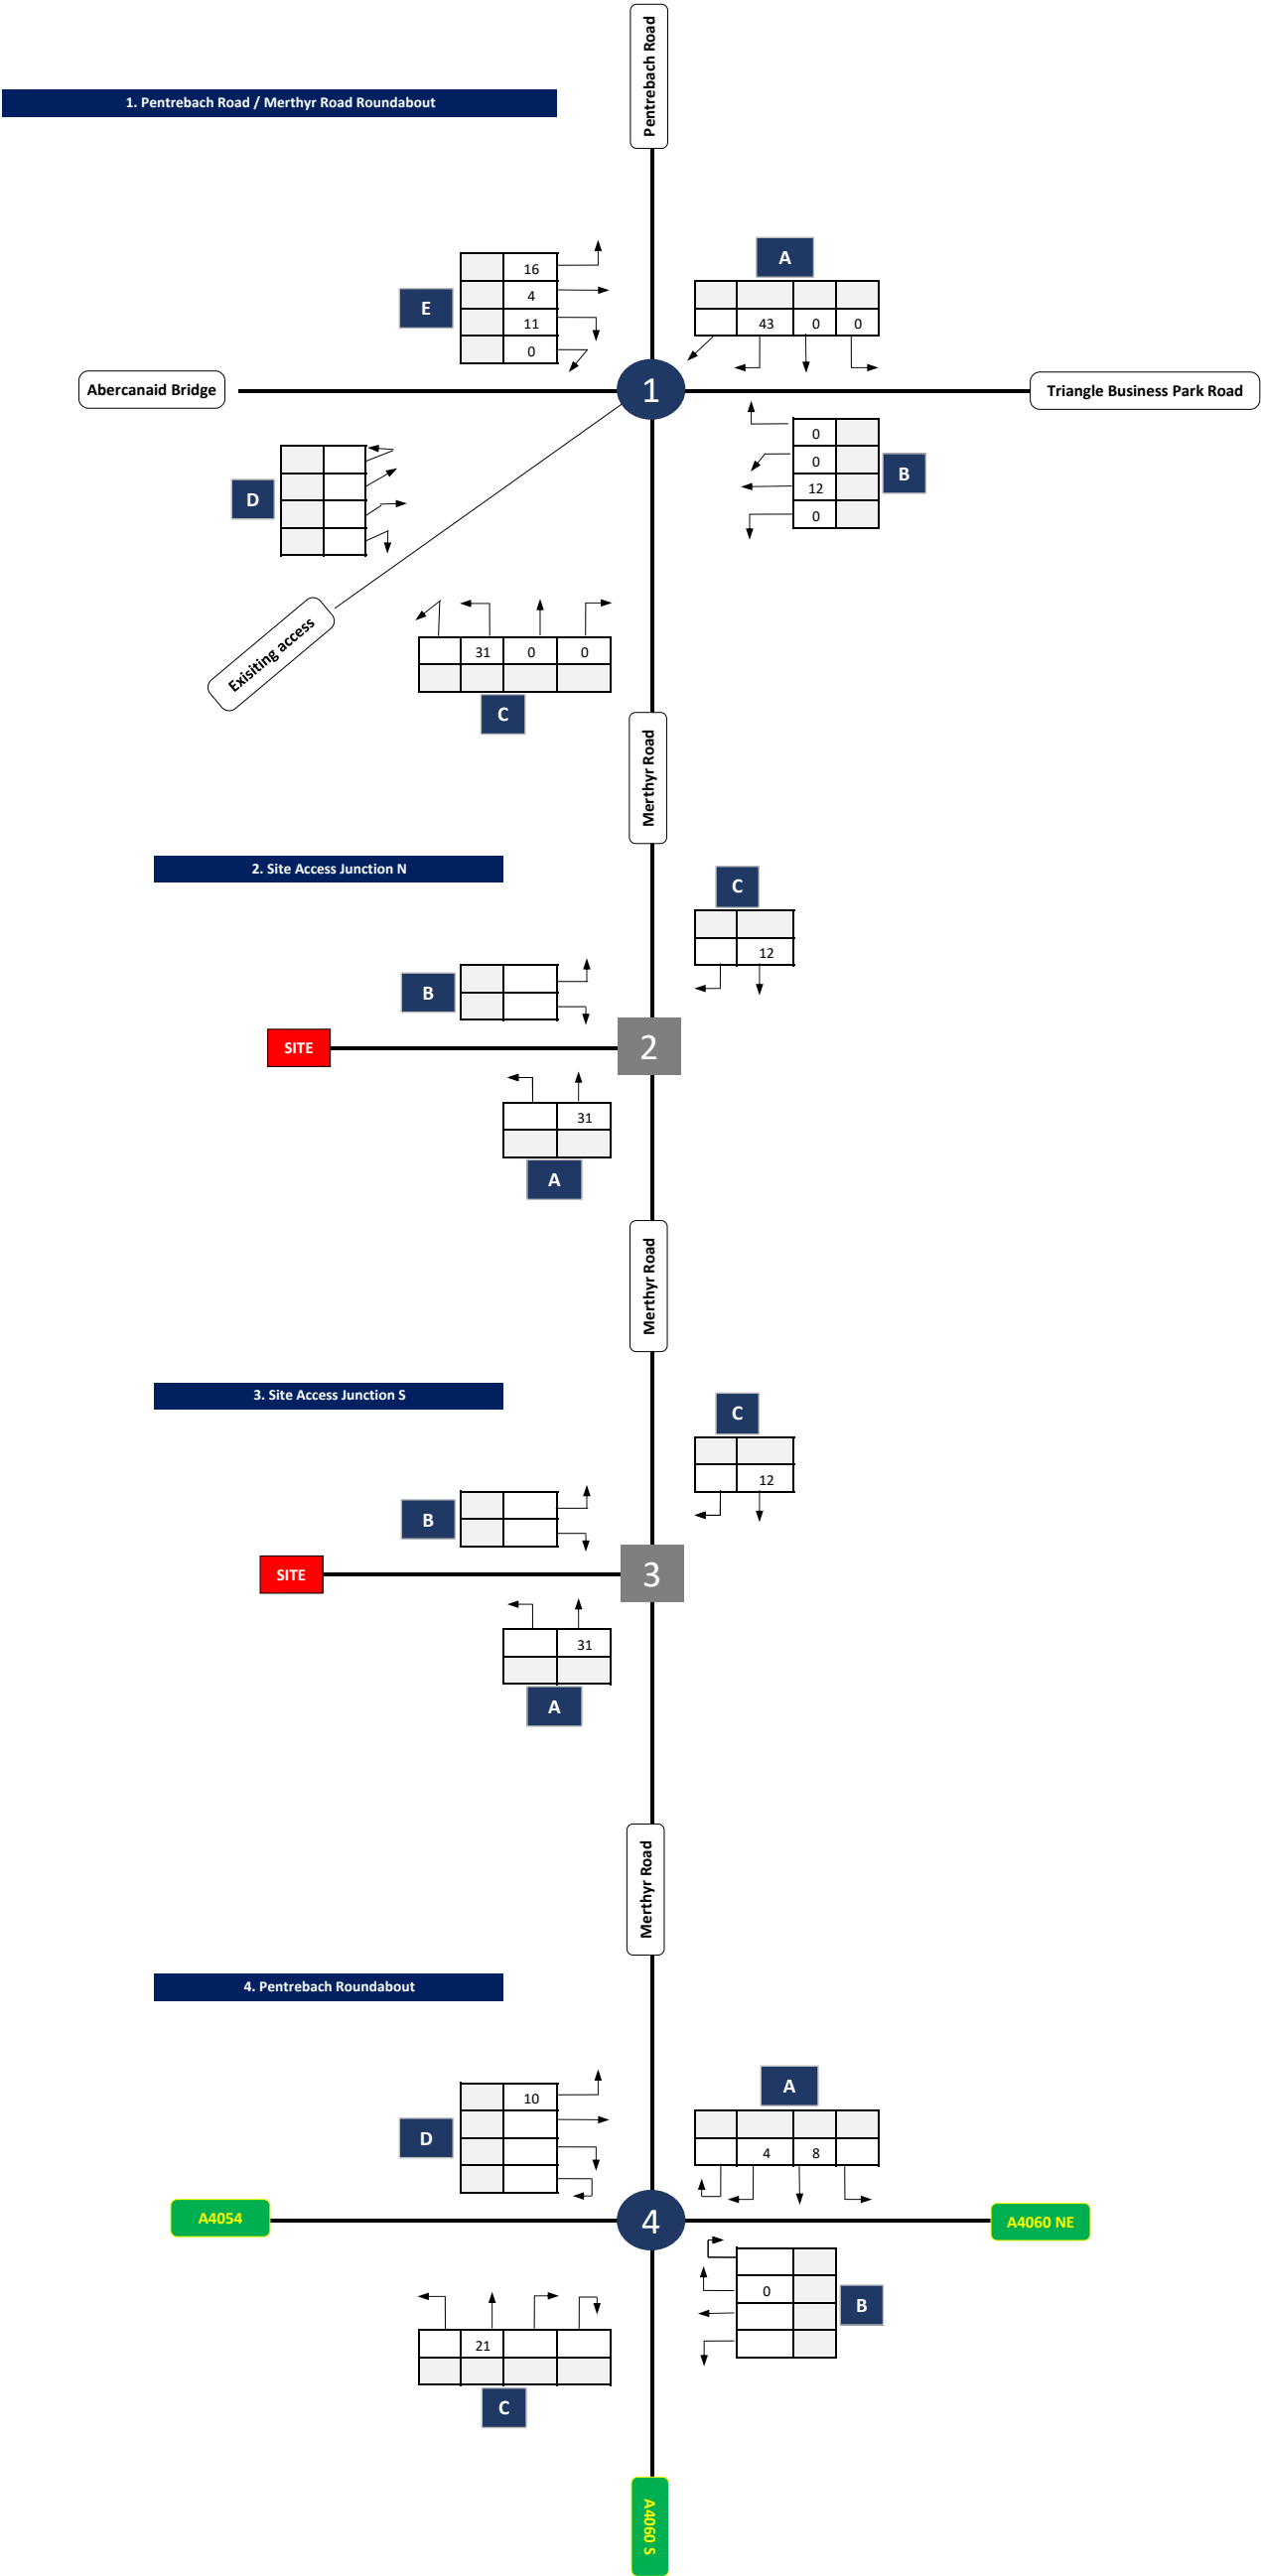 Pentrebach Road
1. Pentrebach Road / Merthyr Road Roundabout
A
16
4
11
0
E
43 0 0
Abercanaid Bridge
1
Triangle Business Park Road
0
0
12
0
B
D
Exisiting access
31 0 0
C
Merthyr Road
2. Site Access Junction N
C
12
B
SITE
2
31
A
Merthyr Road
3. Site Access Junction S
C
12
B
SITE
3
31
A
Merthyr Road
4. Pentrebach Roundabout
A
10
D
4 8
A4054
4
A4060 NE
0
B
21
C
A4060 S